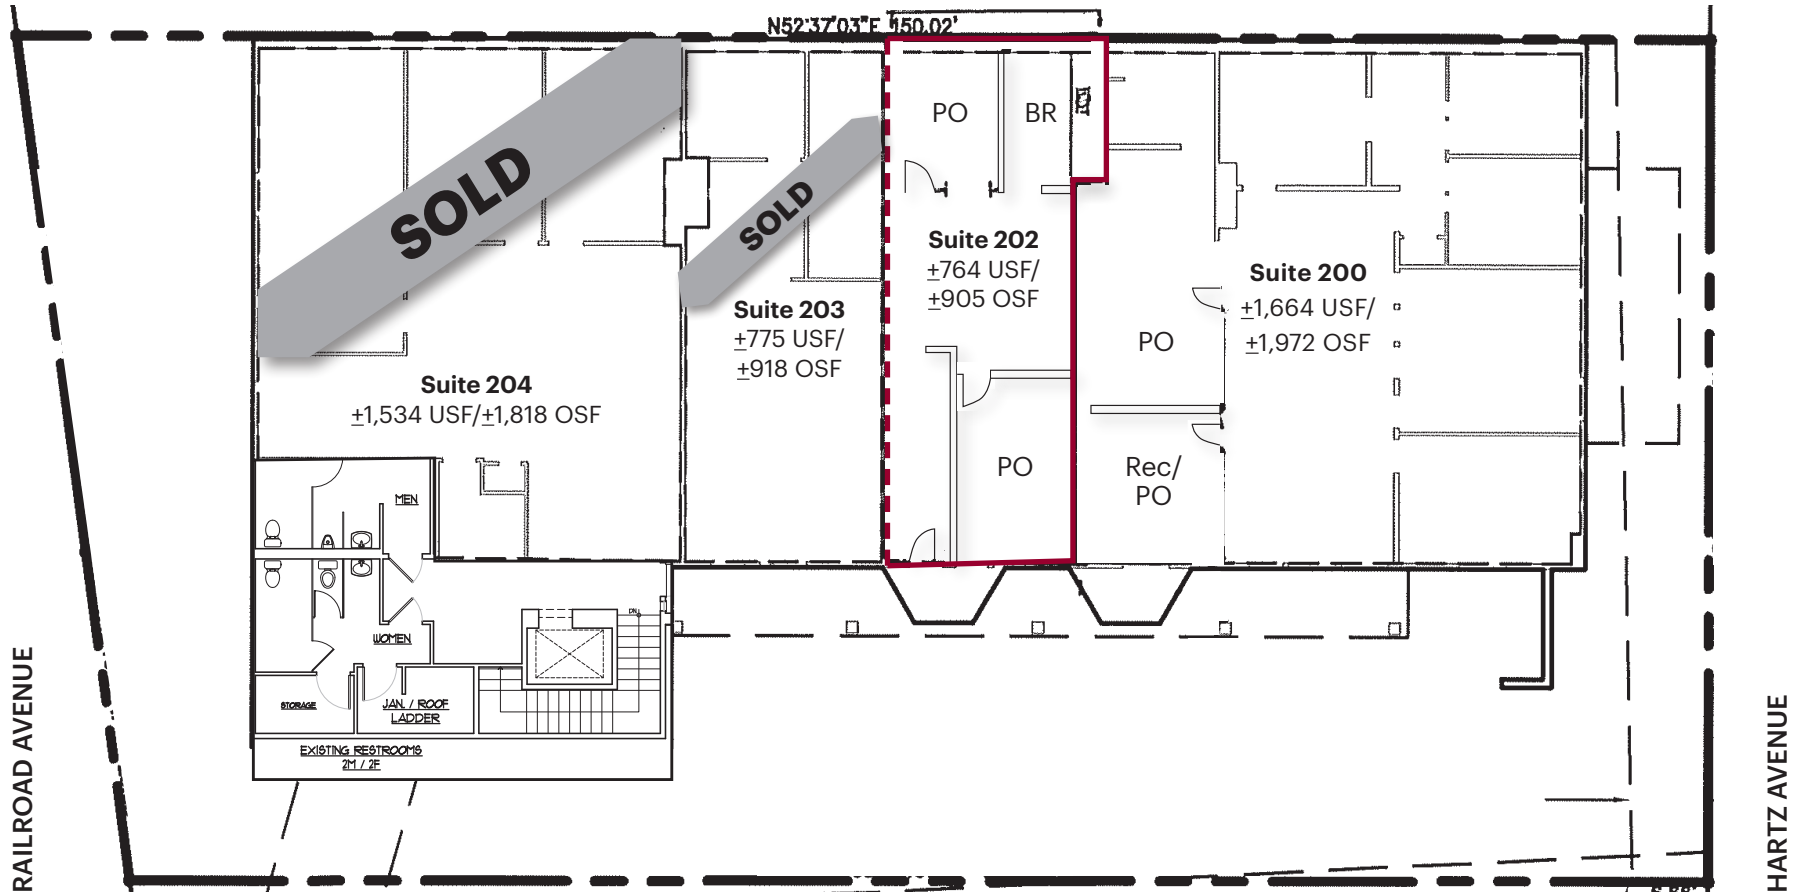 N52°37'03"E 150.02'
SOLD
SOLD
PO
BR
Suite 202
±764 USF/
±905 OSF
Suite 200
±1,664 USF/
±1,972 OSF
Suite 203
±775 USF/
±918 OSF
PO
Suite 204
±1,534 USF/±1,818 OSF
PO
Rec/
PO
MEN
WOMEN
DN.
STORAGE
JAN. / ROOF
LADDER
EXISTING RESTROOMS
2M / 2F
RAILROAD AVENUE
HARTZ AVENUE